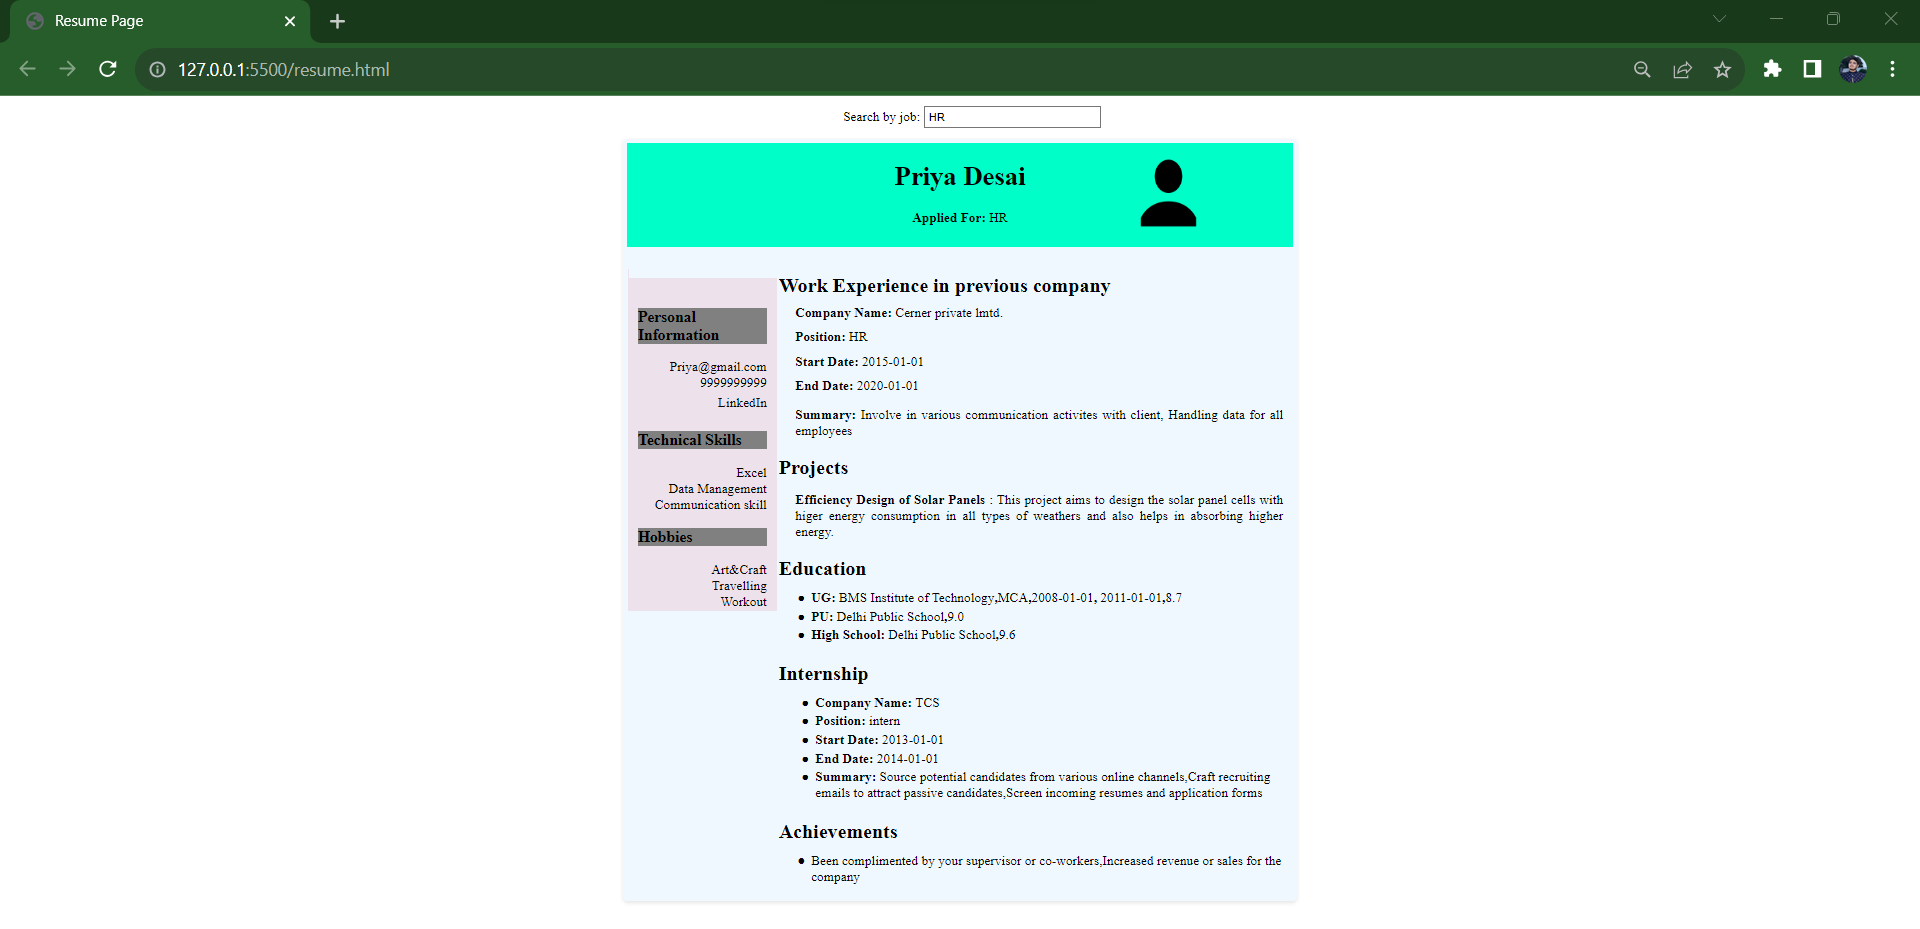 Resume Page
127.0.0.1:5500/resume.html
Search by job: HR
Priya Desai
Applied For: HR
Personal
Information
Priya@gmail.com
9999999999
LinkedIn
Technical Skills
Excel
Data Management
Communication skill
Hobbies
Art&Craft
Travelling
Workout
Work Experience in previous company
Company Name: Cerner private lmtd.
Position: HR
Start Date: 2015-01-01
End Date: 2020-01-01
Summary: Involve in various communication activites with client, Handling data for all
employees
Projects
Efficiency Design of Solar Panels : This project aims to design the solar panel cells with
higer energy consumption in all types of weathers and also helps in absorbing higher
energy.
Education
UG: BMS Institute of Technology,MCA,2008-01-01, 2011-01-01,8.7
PU: Delhi Public School,9.0
High School: Delhi Public School,9.6
Internship
Company Name: TCS
Position: intern
Start Date: 2013-01-01
End Date: 2014-01-01
Summary: Source potential candidates from various online channels,Craft recruiting
emails to attract passive candidates,Screen incoming resumes and application forms
Achievements
Been complimented by your supervisor or co-workers,Increased revenue or sales for the
company